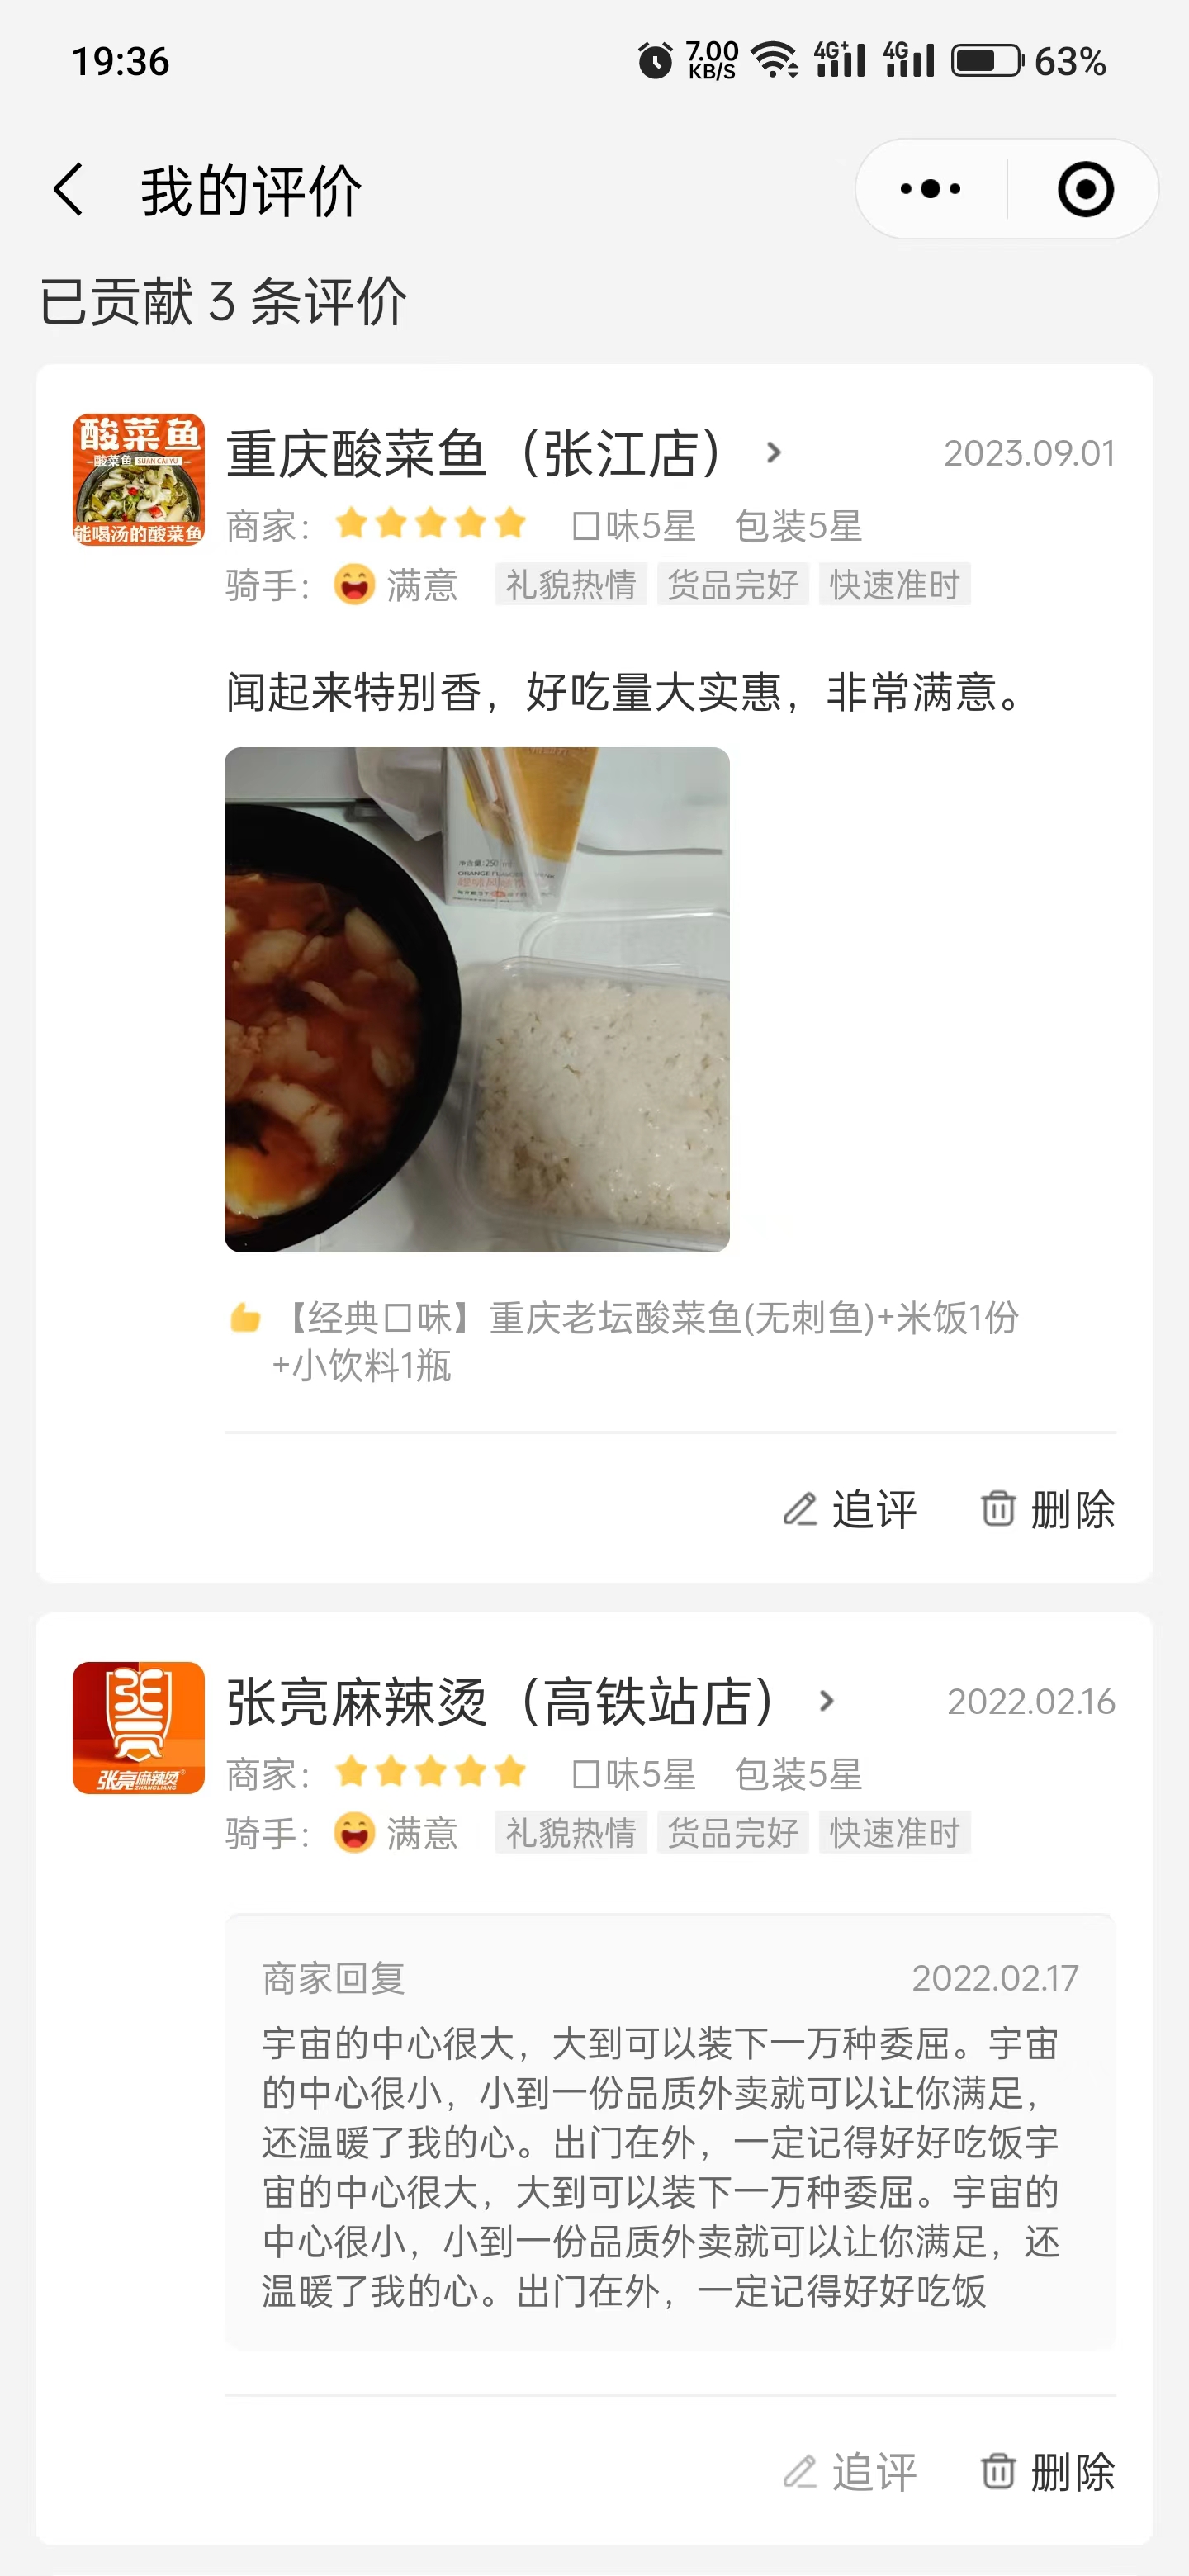 19:36
7.00 KB/S
4G+
4G
63%
我的评价
已贡献 3 条评价
酸菜鱼
酸菜鱼 SUAN CAI YU
能喝汤的酸菜鱼
重庆酸菜鱼（张江店）
2023.09.01
商家： 口味5星 包装5星
骑手： 满意 礼貌热情 货品完好 快速准时
闻起来特别香，好吃量大实惠，非常满意。
净含量:250
【经典口味】重庆老坛酸菜鱼(无刺鱼)+米饭1份
+小饮料1瓶
追评 删除
张亮麻辣烫（高铁站店）
2022.02.16
张亮麻辣烫
ZHANGLIANG
商家： 口味5星 包装5星
骑手： 满意 礼貌热情 货品完好 快速准时
商家回复 2022.02.17
宇宙的中心很大，大到可以装下一万种委屈。宇宙
的中心很小，小到一份品质外卖就可以让你满足，
还温暖了我的心。出门在外，一定记得好好吃饭宇
宙的中心很大，大到可以装下一万种委屈。宇宙的
中心很小，小到一份品质外卖就可以让你满足，还
温暖了我的心。出门在外，一定记得好好吃饭
追评 删除